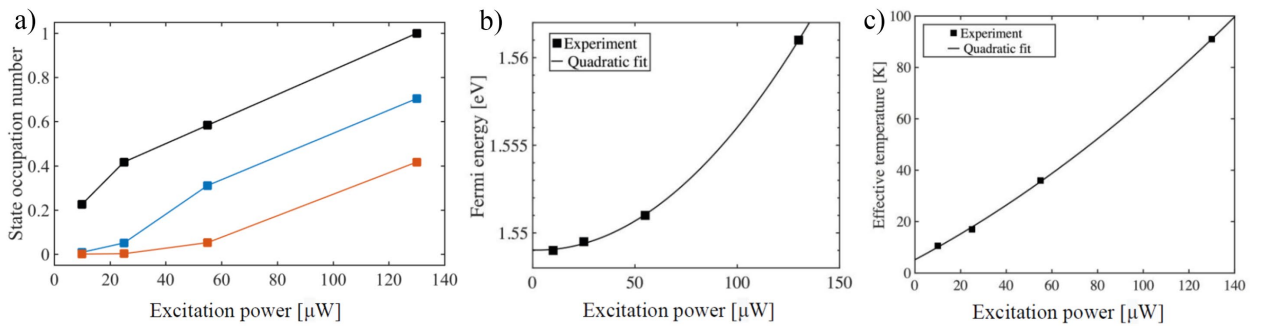 a)
State occupation number
1
0.8
0.6
0.4
0.2
0
0 20 40 60 80 100 120 140
Excitation power [μW]
b)
Fermi energy [eV]
1.56
1.555
1.55
Experiment
Quadratic fit
0 50 100 150
Excitation power [μW]
c)
Effective temperature [K]
100
80
60
40
20
0
Experiment
Quadratic fit
0 20 40 60 80 100 120 140
Excitation power [μW]